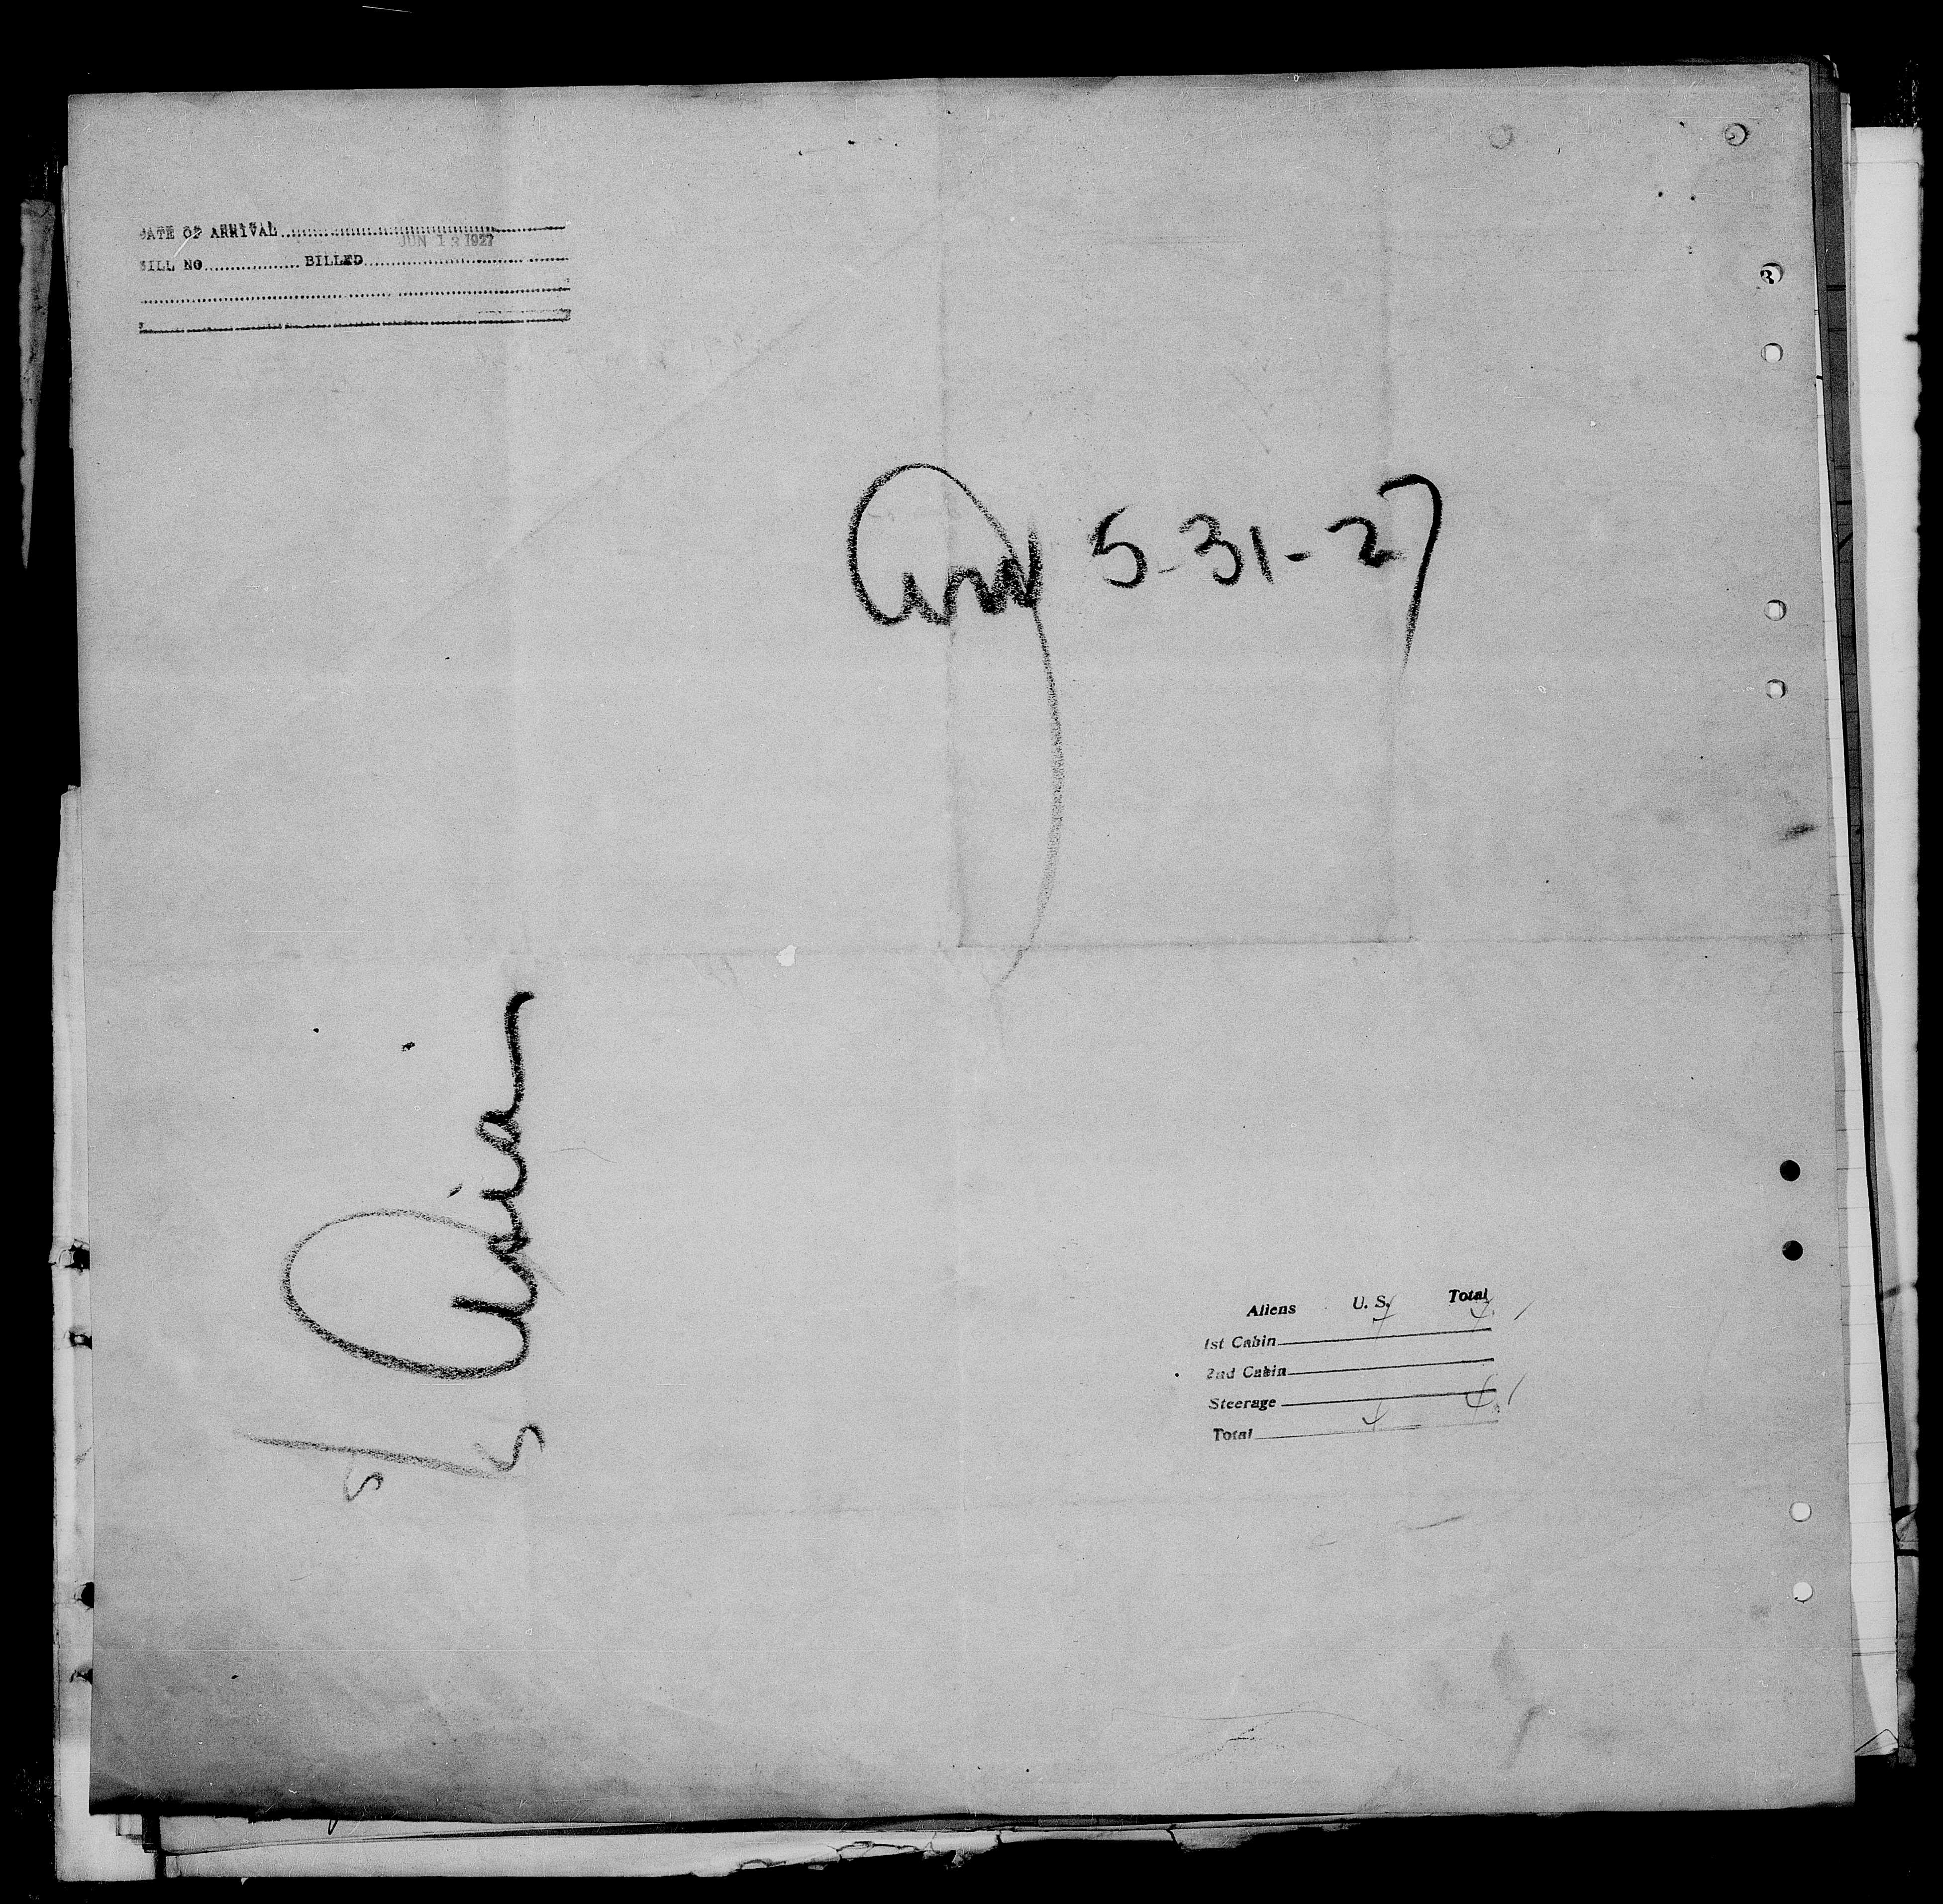 DATE OF ARRIVAL
JUN 13 1927
BILL NO BILLED
5-31-27
S/S Asia
Aliens U. S. Total
1st Cabin
2nd Cabin
Steerage
Total